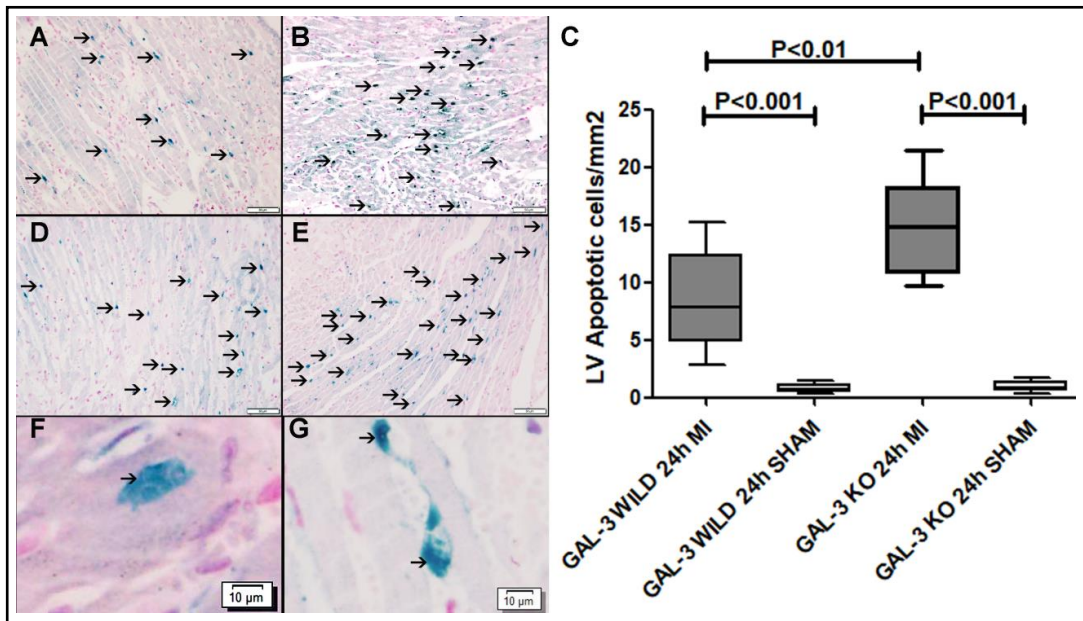 A
B
C
P<0.01
P<0.001
P<0.001
LV Apoptotic cells/mm2
25
20
15
10
5
0
GAL-3 WILD 24h MI
GAL-3 WILD 24h SHAM
GAL-3 KO 24h MI
GAL-3 KO 24h SHAM
D
E
F
G
10 µm
10 µm